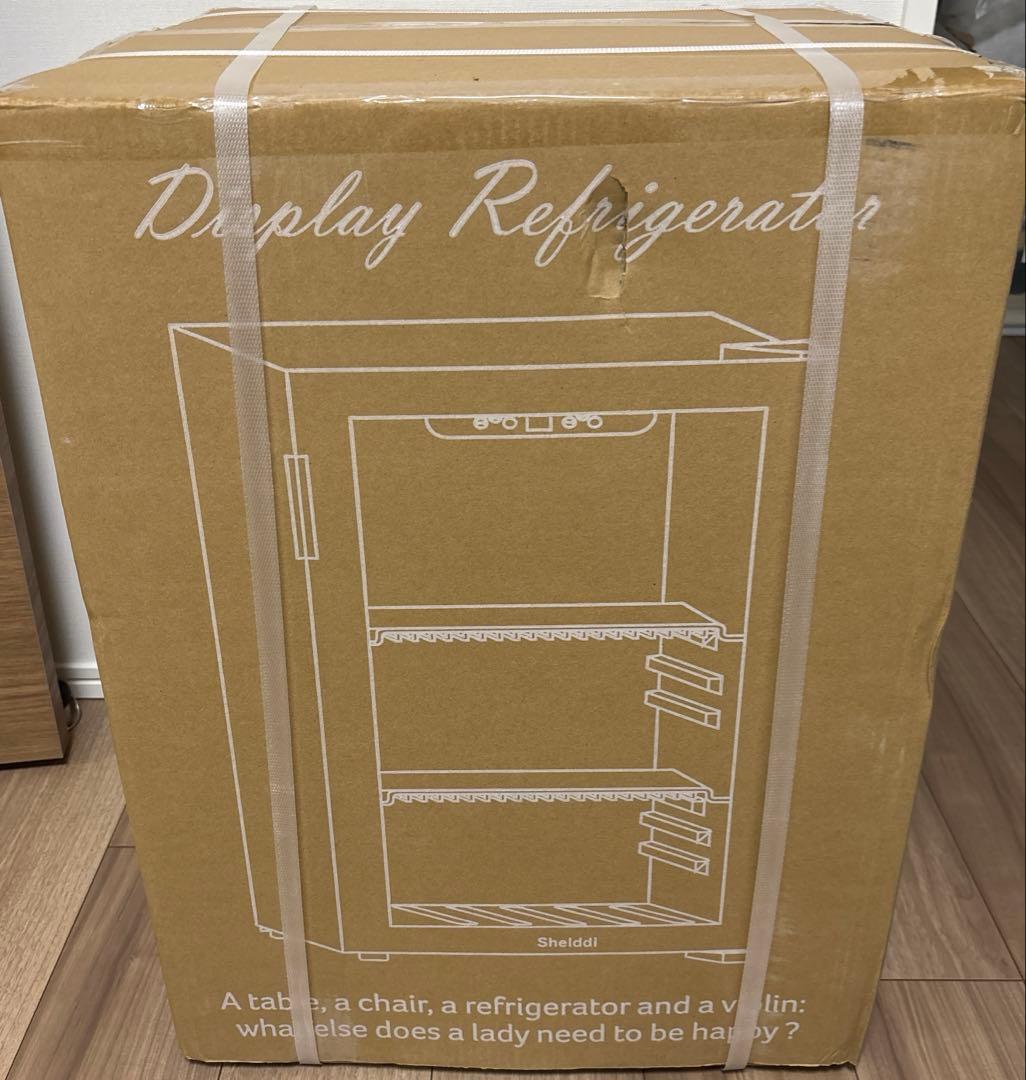 Display Refrigerator
Shelddi
A table, a chair, a refrigerator and a violin:
what else does a lady need to be happy ?